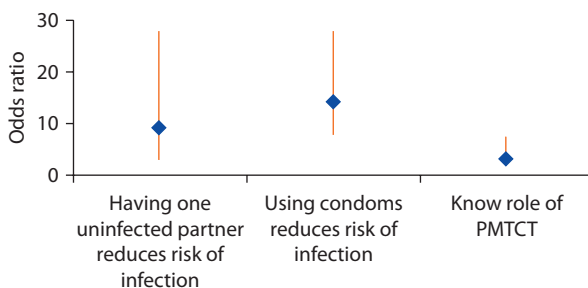 30
20
10
0
Odds ratio
Having one
uninfected partner
reduces risk of
infection
Using condoms
reduces risk of
infection
Know role of
PMTCT